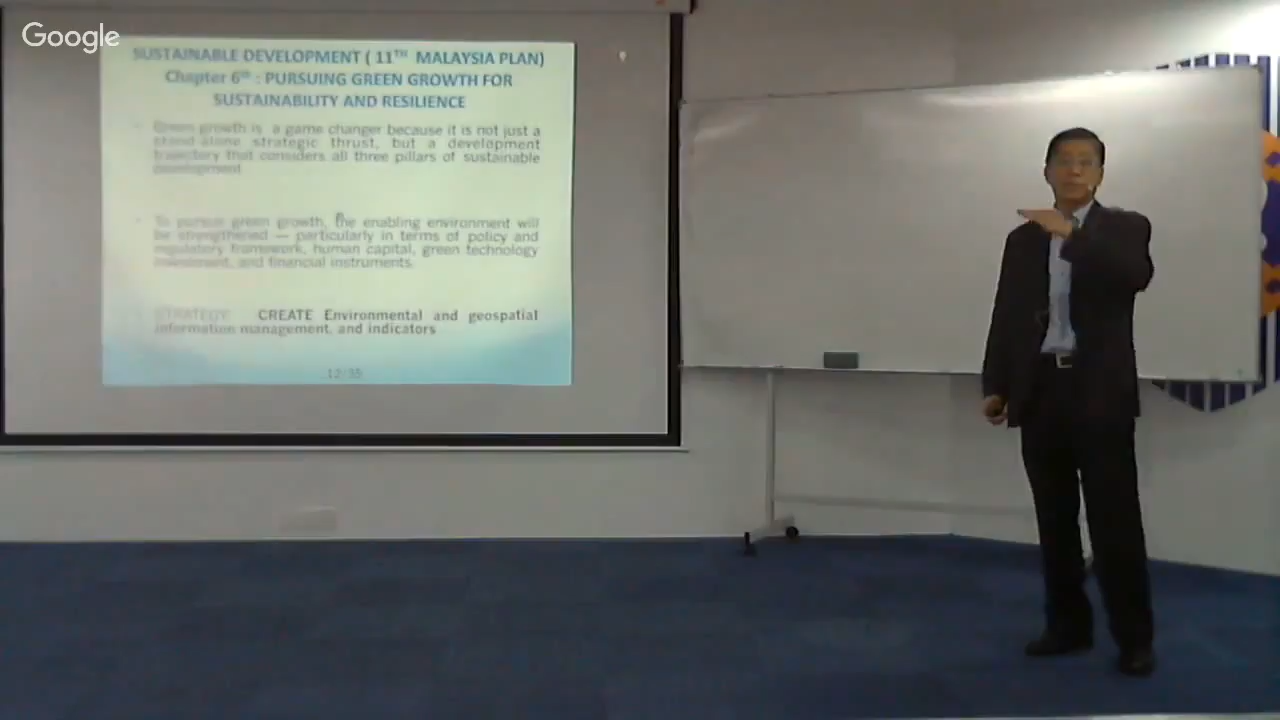 Google
SUSTAINABLE DEVELOPMENT ( 11TH MALAYSIA PLAN)
Chapter 6th : PURSUING GREEN GROWTH FOR
SUSTAINABILITY AND RESILIENCE
Green growth is a game changer because it is not just a
stand-alone strategic thrust, but a development
trajectory that considers all three pillars of sustainable
development
To pursue green growth, the enabling environment will
be strengthened — particularly in terms of policy and
regulatory framework, human capital, green technology
investment, and financial instruments.
STRATEGY CREATE Environmental and geospatial
information management, and indicators